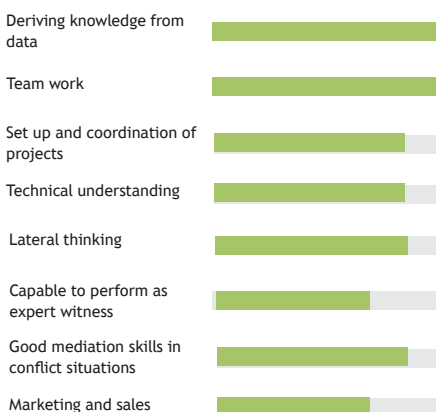 Deriving knowledge from
data
Team work
Set up and coordination of
projects
Technical understanding
Lateral thinking
Capable to perform as
expert witness
Good mediation skills in
conflict situations
Marketing and sales